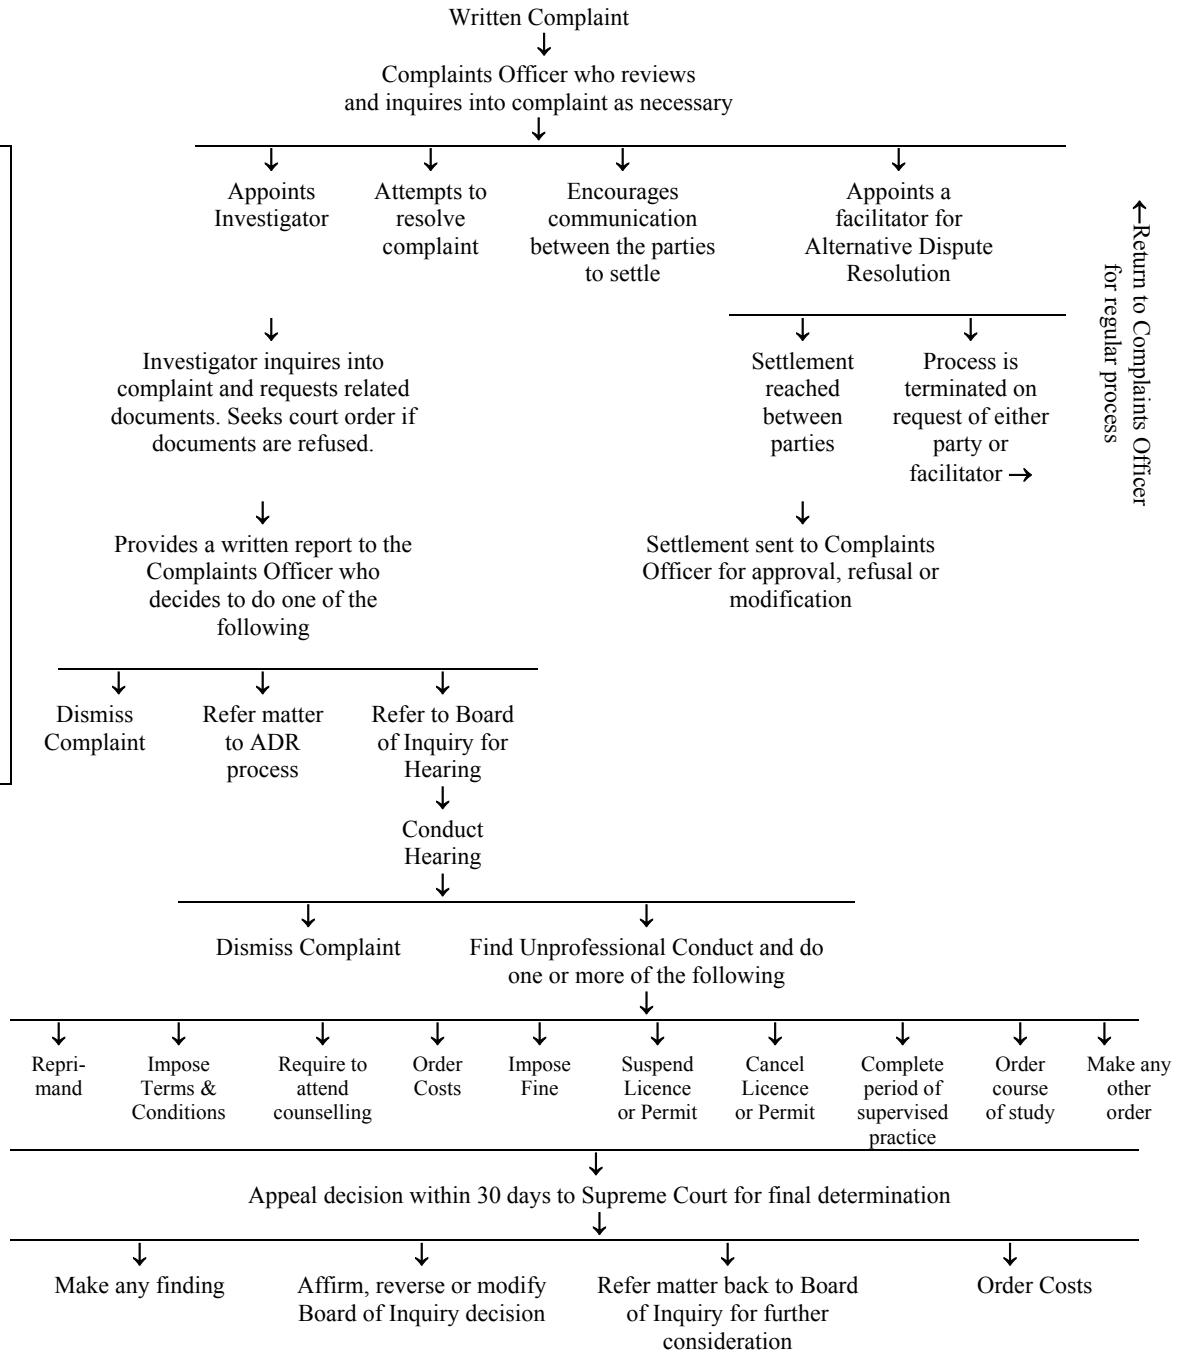 Written Complaint
↓
Complaints Officer who reviews
and inquires into complaint as necessary
↓
↓ ↓ ↓ ↓
Appoints
Investigator
Attempts to
resolve
complaint
Encourages
communication
between the parties
to settle
Appoints a
facilitator for
Alternative Dispute
Resolution
←Return to Complaints Officer
for regular process
↓
Investigator inquires into
complaint and requests related
documents. Seeks court order if
documents are refused.
↓ ↓
Settlement
reached
between
parties
Process is
terminated on
request of either
party or
facilitator →
↓
Provides a written report to the
Complaints Officer who
decides to do one of the
following
↓
Settlement sent to Complaints
Officer for approval, refusal or
modification
↓ ↓ ↓
Dismiss
Complaint
Refer matter
to ADR
process
Refer to Board
of Inquiry for
Hearing
↓
Conduct
Hearing
↓
↓ ↓
Dismiss Complaint
Find Unprofessional Conduct and do
one or more of the following
↓
↓ ↓ ↓ ↓ ↓ ↓ ↓ ↓ ↓ ↓
Repri-
mand
Impose
Terms &
Conditions
Require to
attend
counselling
Order
Costs
Impose
Fine
Suspend
Licence
or Permit
Cancel
Licence
or Permit
Complete
period of
supervised
practice
Order
course
of study
Make any
other
order
↓
Appeal decision within 30 days to Supreme Court for final determination
↓
↓ ↓ ↓ ↓
Make any finding
Affirm, reverse or modify
Board of Inquiry decision
Refer matter back to Board
of Inquiry for further
consideration
Order Costs